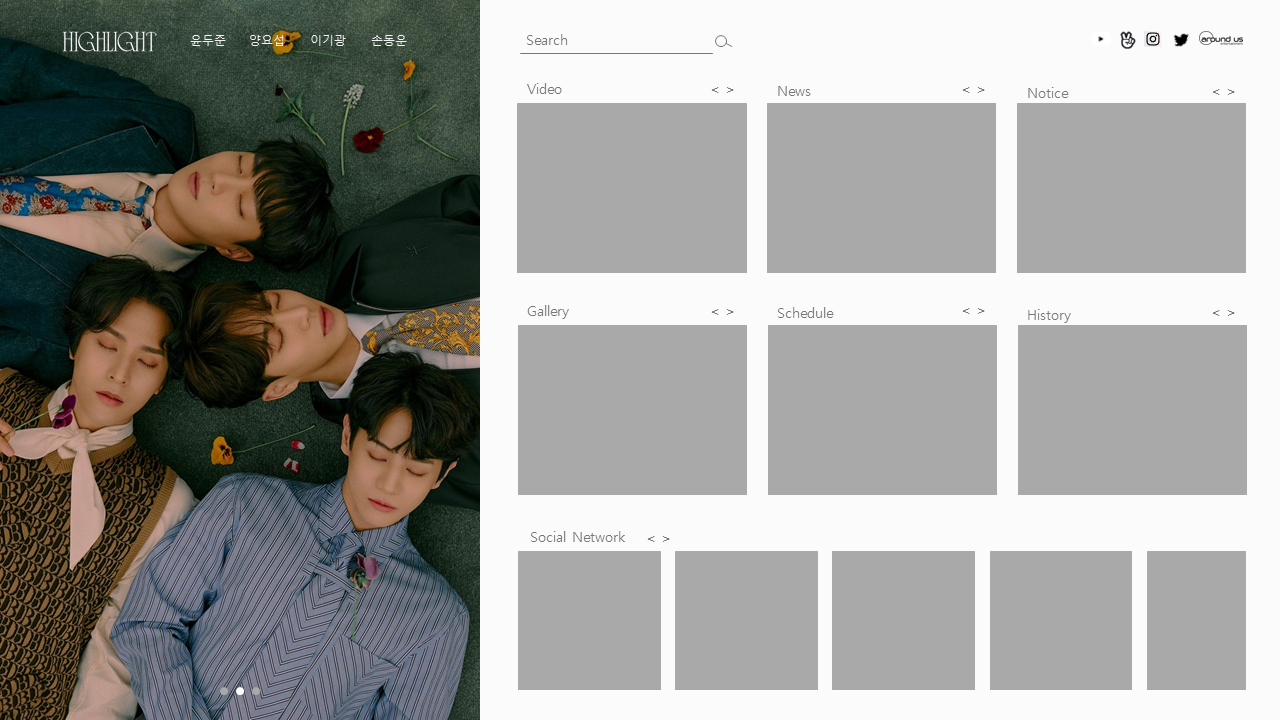 HIGHLIGHT 윤두준 양요섭 이기광 손동운
Search
around us
entertainment
Video < >
News < >
Notice < >
Gallery < >
Schedule < >
History < >
Social Network < >